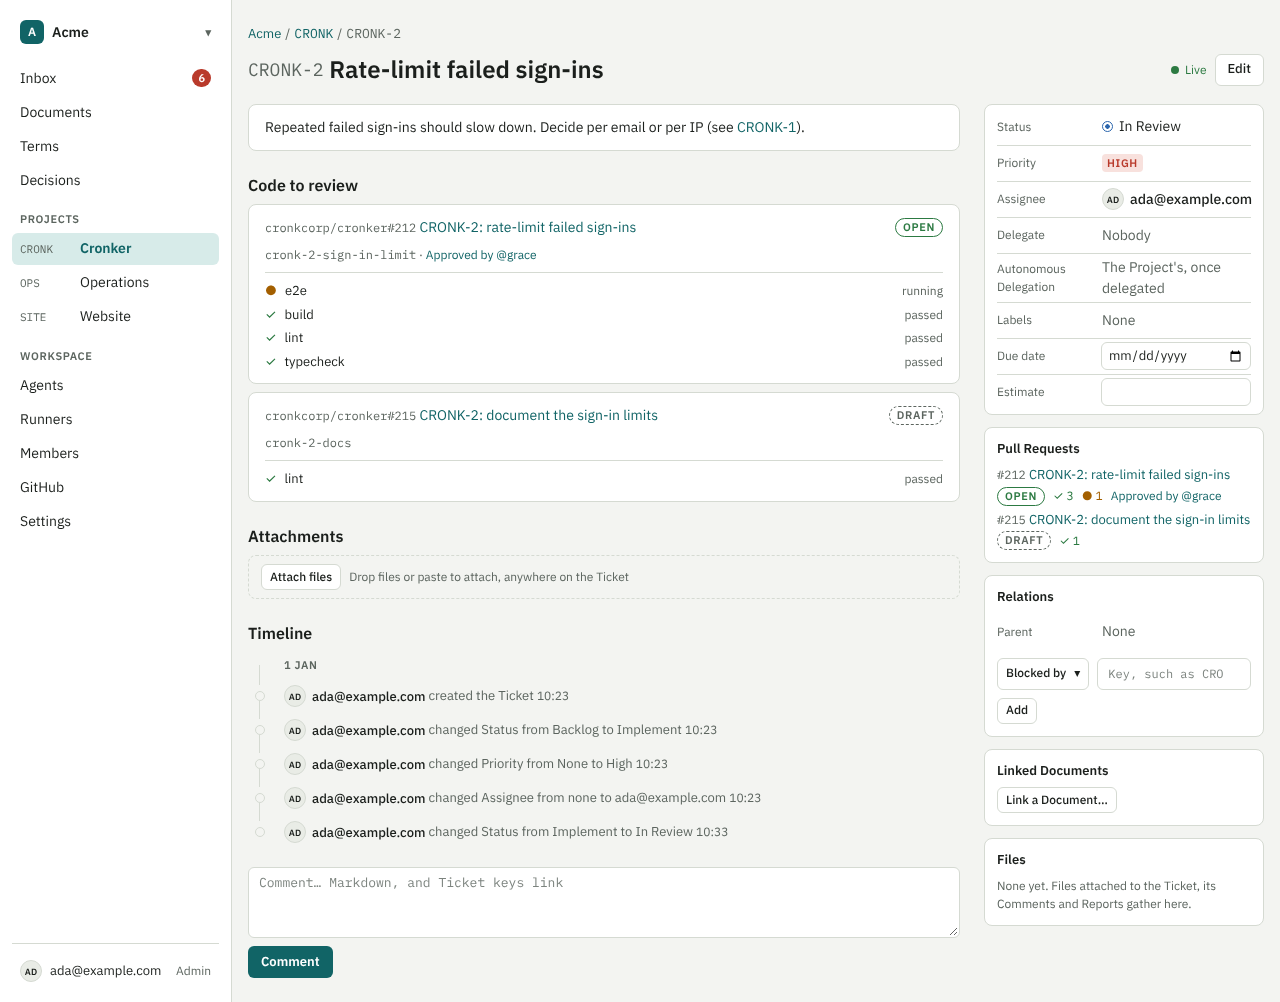 A Acme ▾
Inbox 6
Documents
Terms
Decisions
PROJECTS
CRONK Cronker
OPS Operations
SITE Website
WORKSPACE
Agents
Runners
Members
GitHub
Settings
AD ada@example.com Admin
Acme / CRONK / CRONK-2
CRONK-2 Rate-limit failed sign-ins
Live Edit
Repeated failed sign-ins should slow down. Decide per email or per IP (see CRONK-1).
Code to review
cronkcorp/cronker#212 CRONK-2: rate-limit failed sign-ins OPEN
cronk-2-sign-in-limit · Approved by @grace
e2e running
✓ build passed
✓ lint passed
✓ typecheck passed
cronkcorp/cronker#215 CRONK-2: document the sign-in limits DRAFT
cronk-2-docs
✓ lint passed
Attachments
Attach files Drop files or paste to attach, anywhere on the Ticket
Timeline
1 JAN
AD ada@example.com created the Ticket 10:23
AD ada@example.com changed Status from Backlog to Implement 10:23
AD ada@example.com changed Priority from None to High 10:23
AD ada@example.com changed Assignee from none to ada@example.com 10:23
AD ada@example.com changed Status from Implement to In Review 10:33
Comment… Markdown, and Ticket keys link
Comment
Status In Review
Priority HIGH
Assignee AD ada@example.com
Delegate Nobody
Autonomous Delegation The Project's, once delegated
Labels None
Due date mm/dd/yyyy
Estimate
Pull Requests
#212 CRONK-2: rate-limit failed sign-ins
OPEN ✓ 3 1 Approved by @grace
#215 CRONK-2: document the sign-in limits
DRAFT ✓ 1
Relations
Parent None
Blocked by ▾ Key, such as CRO
Add
Linked Documents
Link a Document…
Files
None yet. Files attached to the Ticket, its
Comments and Reports gather here.